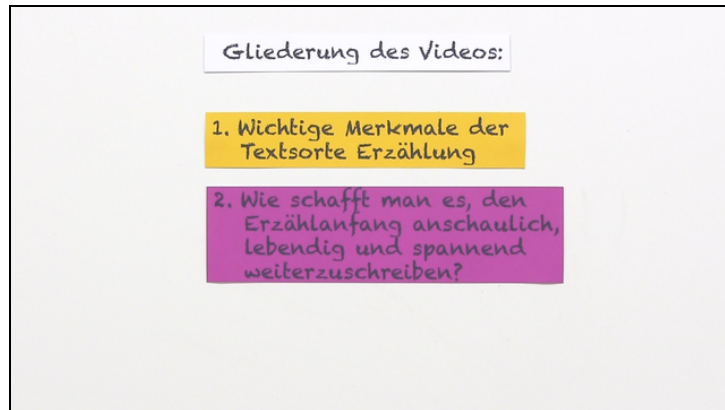 Gliederung des Videos:
1. Wichtige Merkmale der
Textsorte Erzählung
2. Wie schafft man es, den
Erzählanfang anschaulich,
lebendig und spannend
weiterzuschreiben?